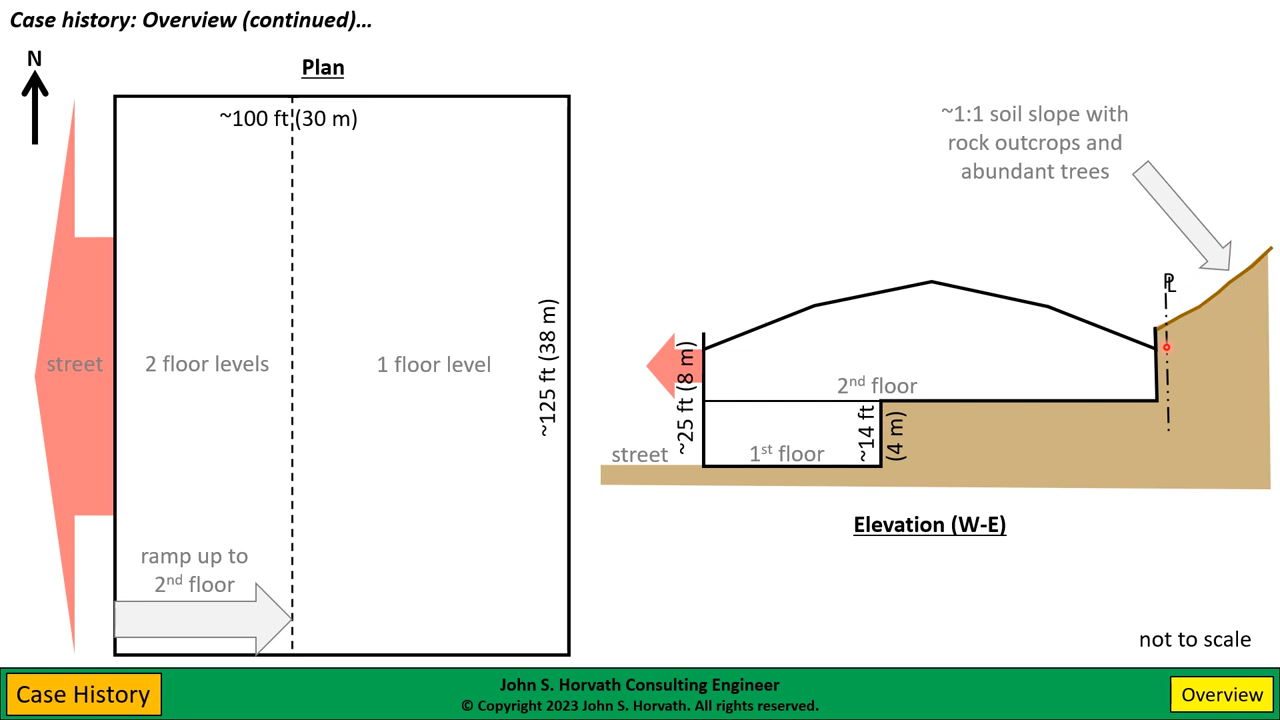 Case history: Overview (continued)…
N
Plan
~100 ft (30 m)
street
2 floor levels
1 floor level
~125 ft (38 m)
ramp up to
2nd floor
~1:1 soil slope with
rock outcrops and
abundant trees
PL
~25 ft (8 m)
2nd floor
~14 ft
(4 m)
street
1st floor
Elevation (W-E)
not to scale
Case History
John S. Horvath Consulting Engineer
© Copyright 2023 John S. Horvath. All rights reserved.
Overview